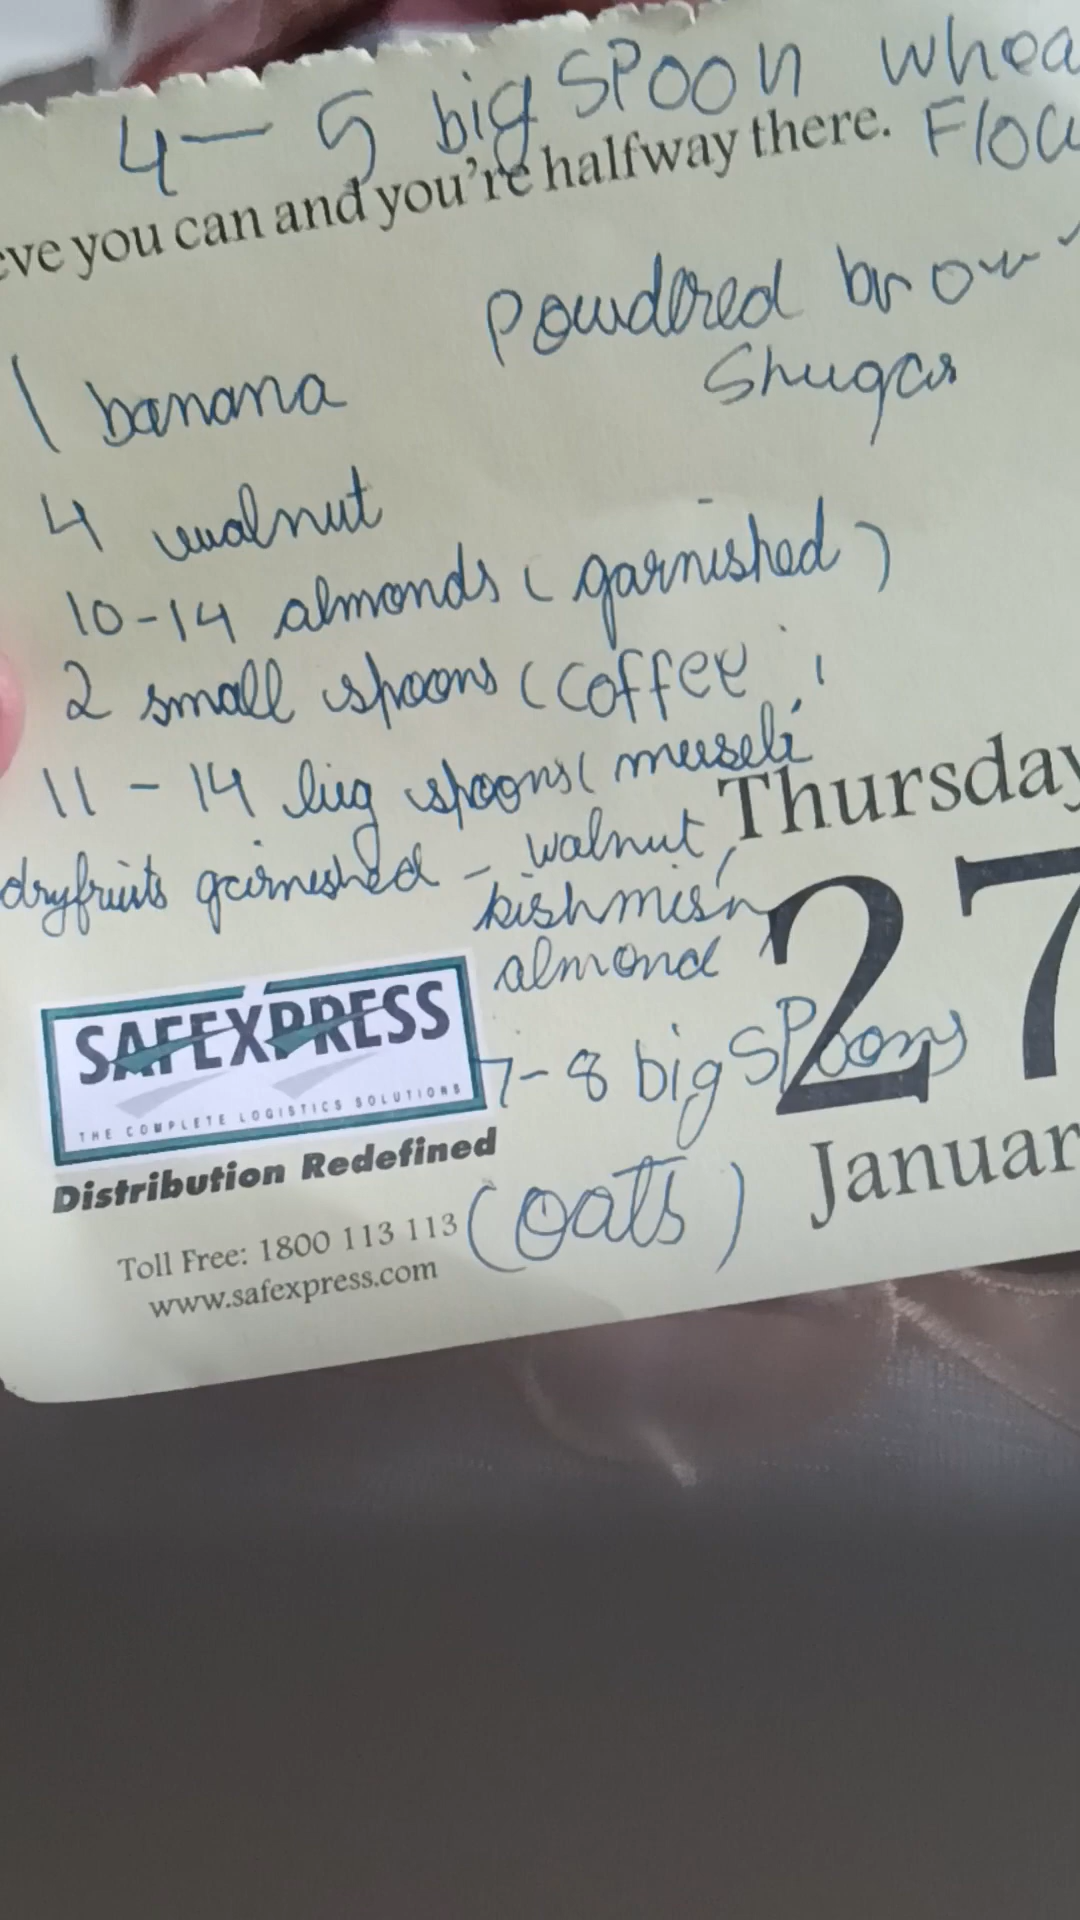 4 - 5 big spoon whea
Flou
eve you can and you're halfway there.
Powdered brown
Shugar
1 banana
4 walnut
10-14 almonds (garnished)
2 small spoons (coffee
11 - 14 big spoons (museli
dryfruits garnished - walnut,
kishmish
almond
Thursday
27
Januar
7-8 big spoons
(oats)
SAFEXPRESS
THE COMPLETE LOGISTICS SOLUTIONS
Distribution Redefined
Toll Free: 1800 113 113
www.safexpress.com